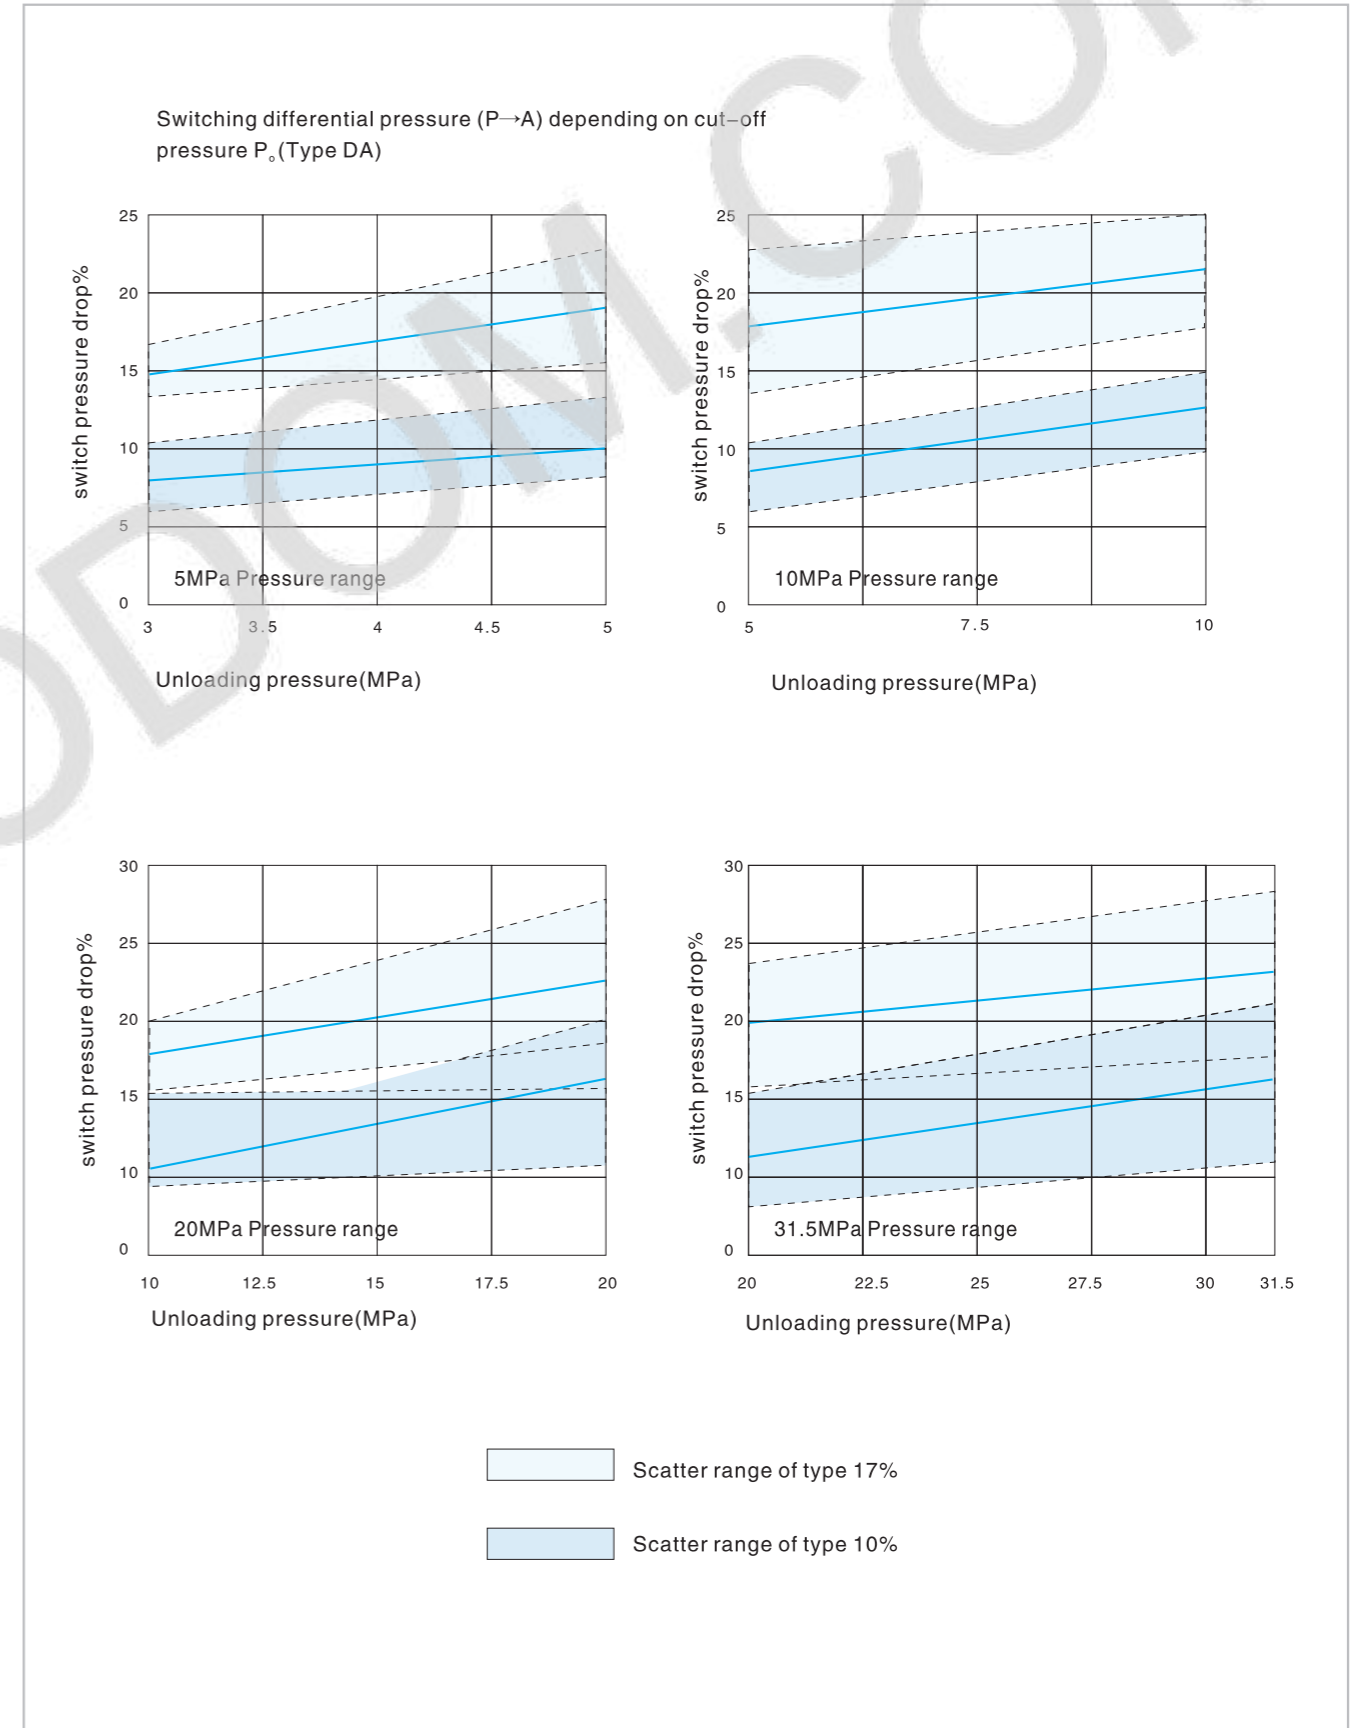 Switching differential pressure (P→A) depending on cut-off
pressure P₀(Type DA)
switch pressure drop%
25
20
15
10
5
0
5MPa Pressure range
3 3.5 4 4.5 5
Unloading pressure(MPa)
switch pressure drop%
25
20
15
10
5
0
10MPa Pressure range
5 7.5 10
Unloading pressure(MPa)
switch pressure drop%
30
25
20
15
10
0
20MPa Pressure range
10 12.5 15 17.5 20
Unloading pressure(MPa)
switch pressure drop%
30
25
20
15
10
0
31.5MPa Pressure range
20 22.5 25 27.5 30 31.5
Unloading pressure(MPa)
Scatter range of type 17%
Scatter range of type 10%